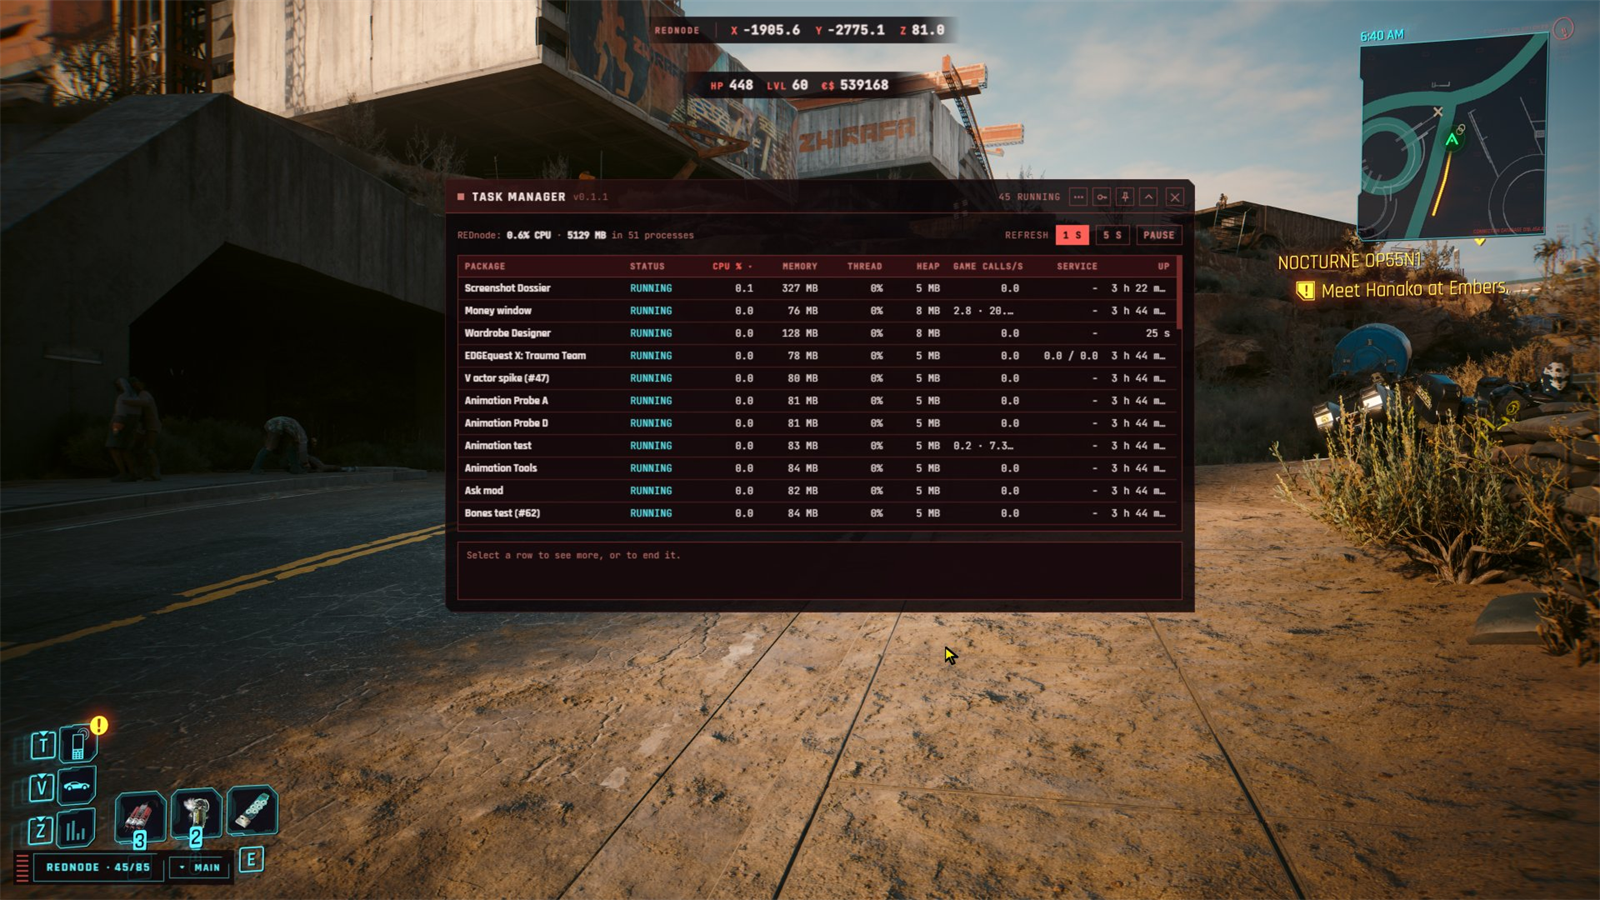 REDNODE X -1905.6 Y -2775.1 Z 81.0
HP 448 LVL 60 €$ 539168
5:40 AM
ZHIRAFA
NOCTURNE OP55N1
Meet Hanako at Embers.
TASK MANAGER v0.1.1 45 RUNNING
REDnode: 0.6% CPU · 5129 MB in 51 processes REFRESH 1 S 5 S PAUSE
PACKAGE STATUS CPU % MEMORY THREAD HEAP GAME CALLS/S SERVICE UP
Screenshot Dossier RUNNING 0.1 327 MB 0% 5 MB 0.0 - 3 h 22 m…
Money window RUNNING 0.0 76 MB 0% 8 MB 2.8 · 20.… - 3 h 44 m…
Wardrobe Designer RUNNING 0.0 128 MB 0% 8 MB 0.0 - 25 s
EDGEquest X: Trauma Team RUNNING 0.0 78 MB 0% 5 MB 0.0 0.0 / 0.0 3 h 44 m…
V actor spike (#47) RUNNING 0.0 80 MB 0% 5 MB 0.0 - 3 h 44 m…
Animation Probe A RUNNING 0.0 81 MB 0% 5 MB 0.0 - 3 h 44 m…
Animation Probe D RUNNING 0.0 81 MB 0% 5 MB 0.0 - 3 h 44 m…
Animation test RUNNING 0.0 83 MB 0% 5 MB 0.2 · 7.3… - 3 h 44 m…
Animation Tools RUNNING 0.0 84 MB 0% 5 MB 0.0 - 3 h 44 m…
Ask mod RUNNING 0.0 82 MB 0% 5 MB 0.0 - 3 h 44 m…
Bones test (#62) RUNNING 0.0 84 MB 0% 5 MB 0.0 - 3 h 44 m…
Select a row to see more, or to end it.
T
V
Z
3
2
E
REDNODE · 45/85
MAIN